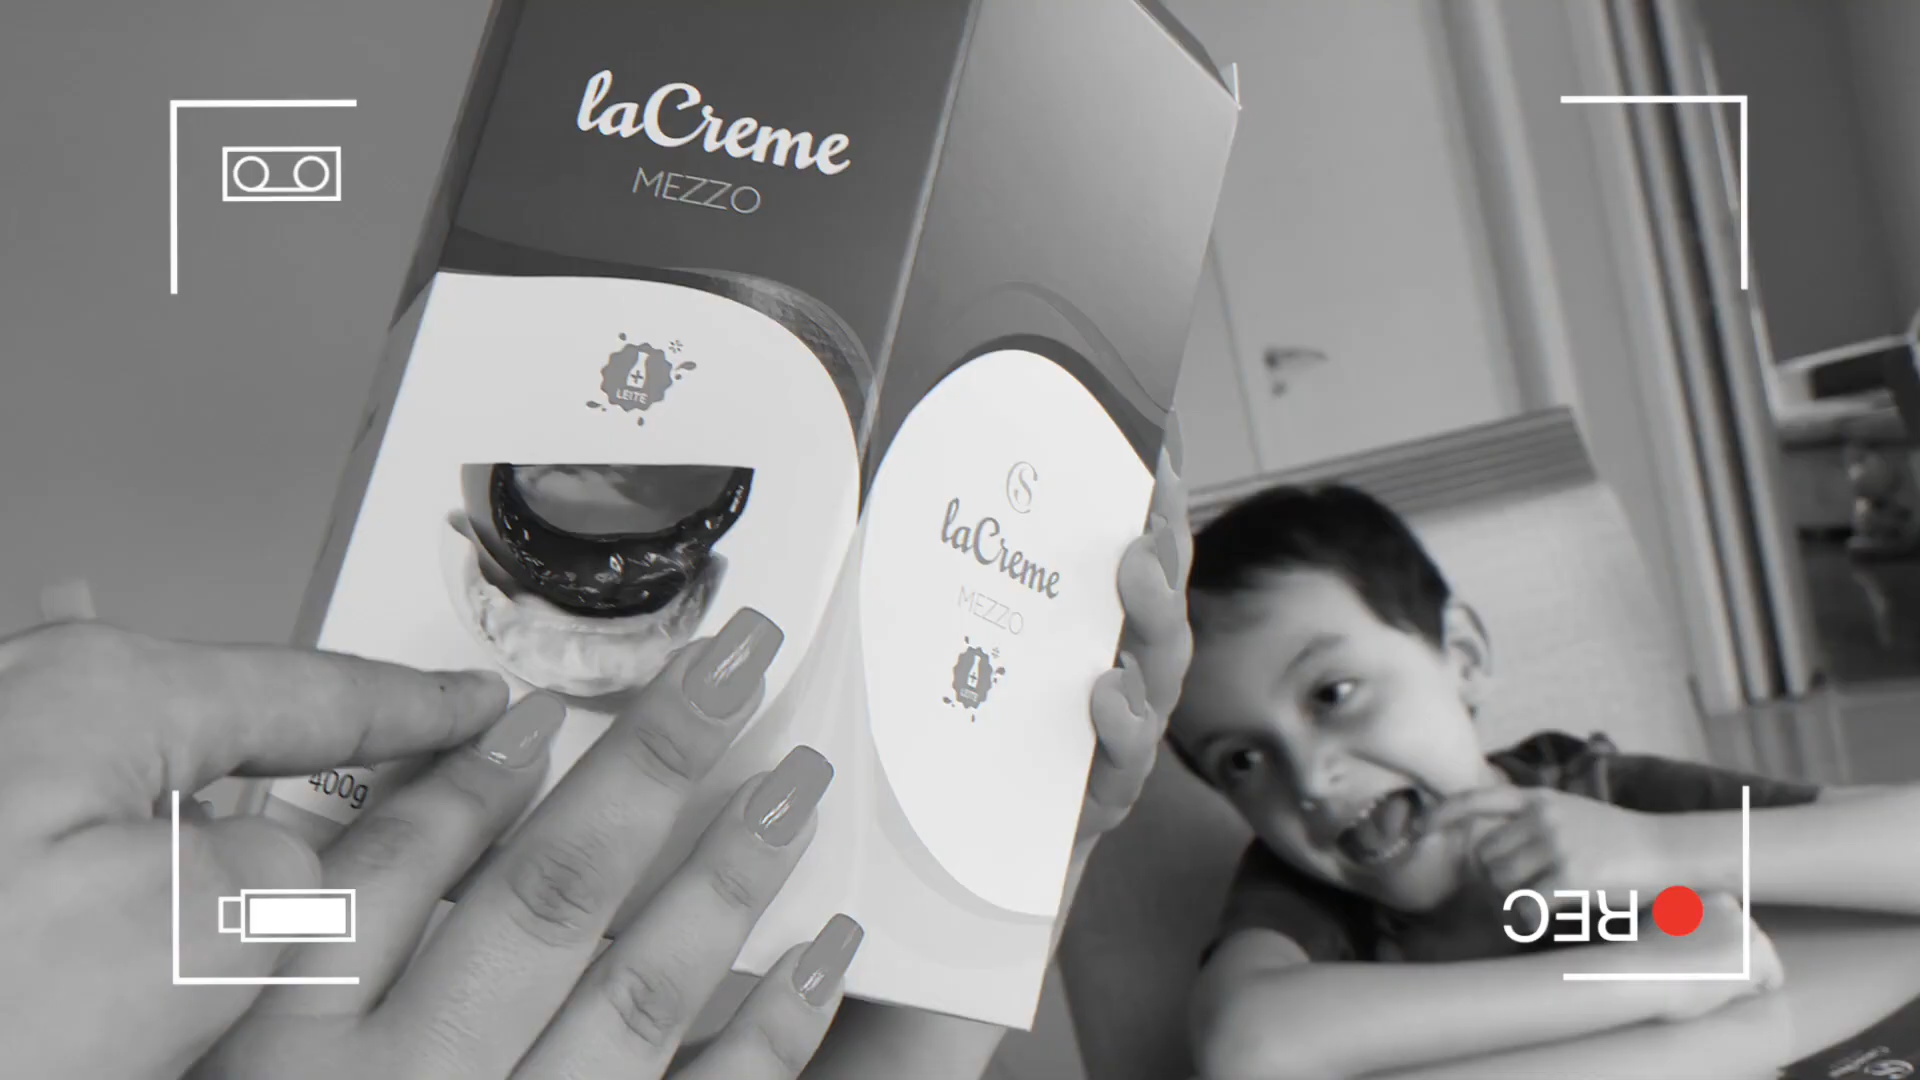 laCreme
MEZZO
LEITE
400g
S
laCreme
MEZZO
LEITE
REC